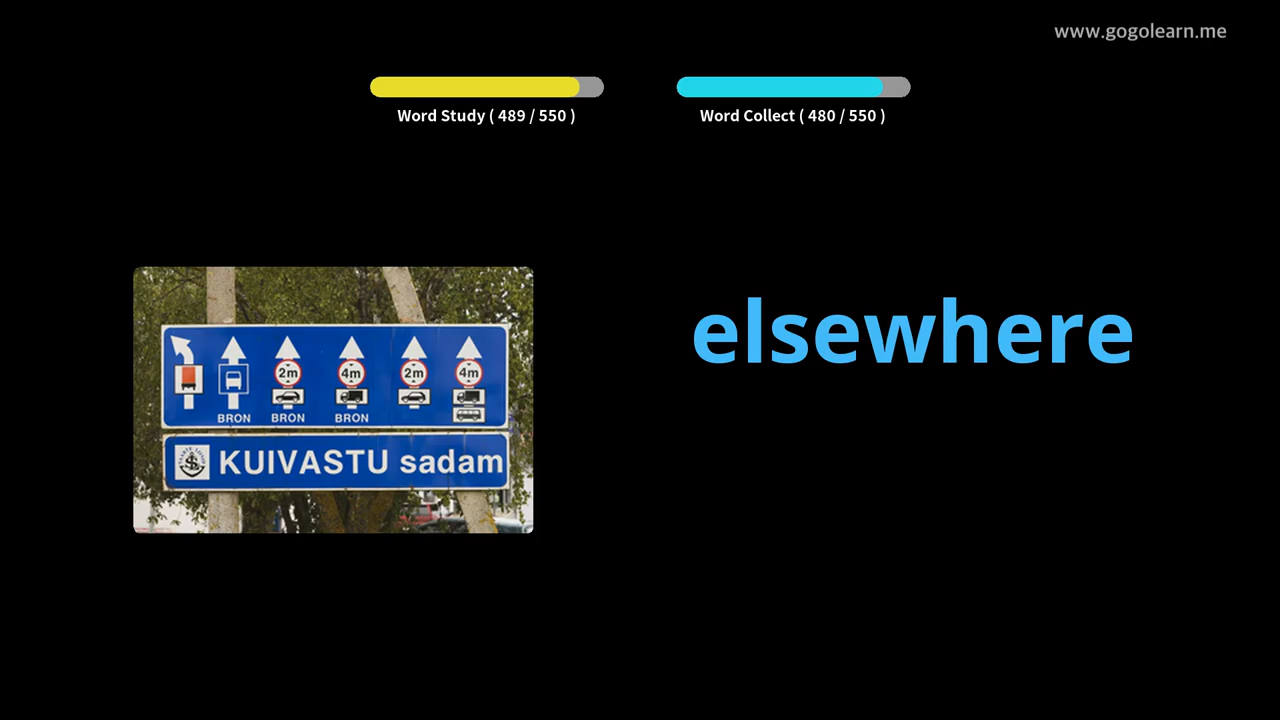 www.gogolearn.me
Word Study ( 489 / 550 )
Word Collect ( 480 / 550 )
elsewhere
2m 4m 2m 4m
BRON BRON BRON
KUIVASTU sadam